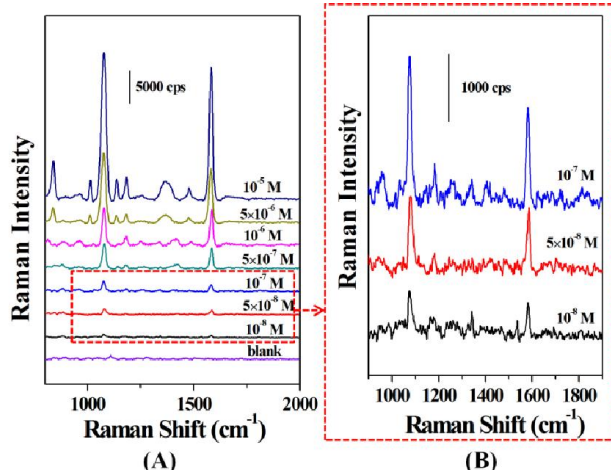 Raman Intensity
5000 cps
10⁻⁵ M
5×10⁻⁶ M
10⁻⁶ M
5×10⁻⁷ M
10⁻⁷ M
5×10⁻⁸ M
10⁻⁸ M
blank
1000 1500 2000
Raman Shift (cm⁻¹)
(A)
Raman Intensity
1000 cps
10⁻⁷ M
5×10⁻⁸ M
10⁻⁸ M
1000 1200 1400 1600 1800
Raman Shift (cm⁻¹)
(B)